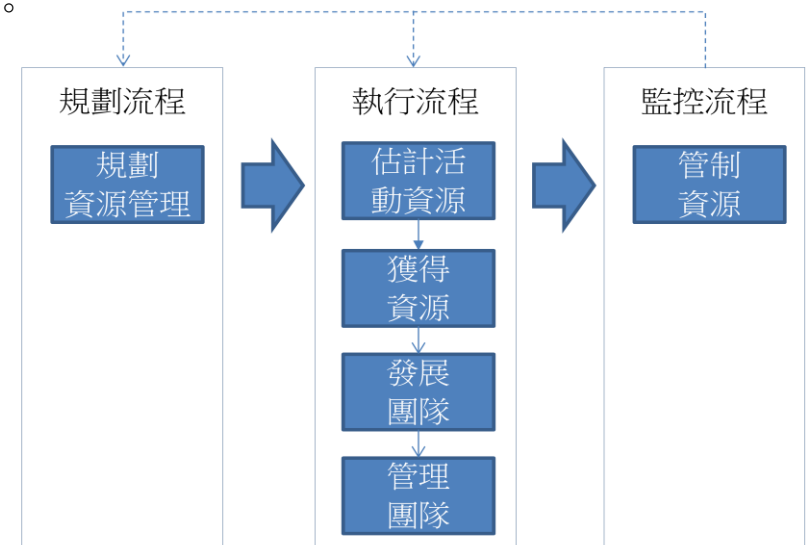 。
規劃流程
規劃
資源管理
執行流程
估計活
動資源
獲得
資源
發展
團隊
管理
團隊
監控流程
管制
資源